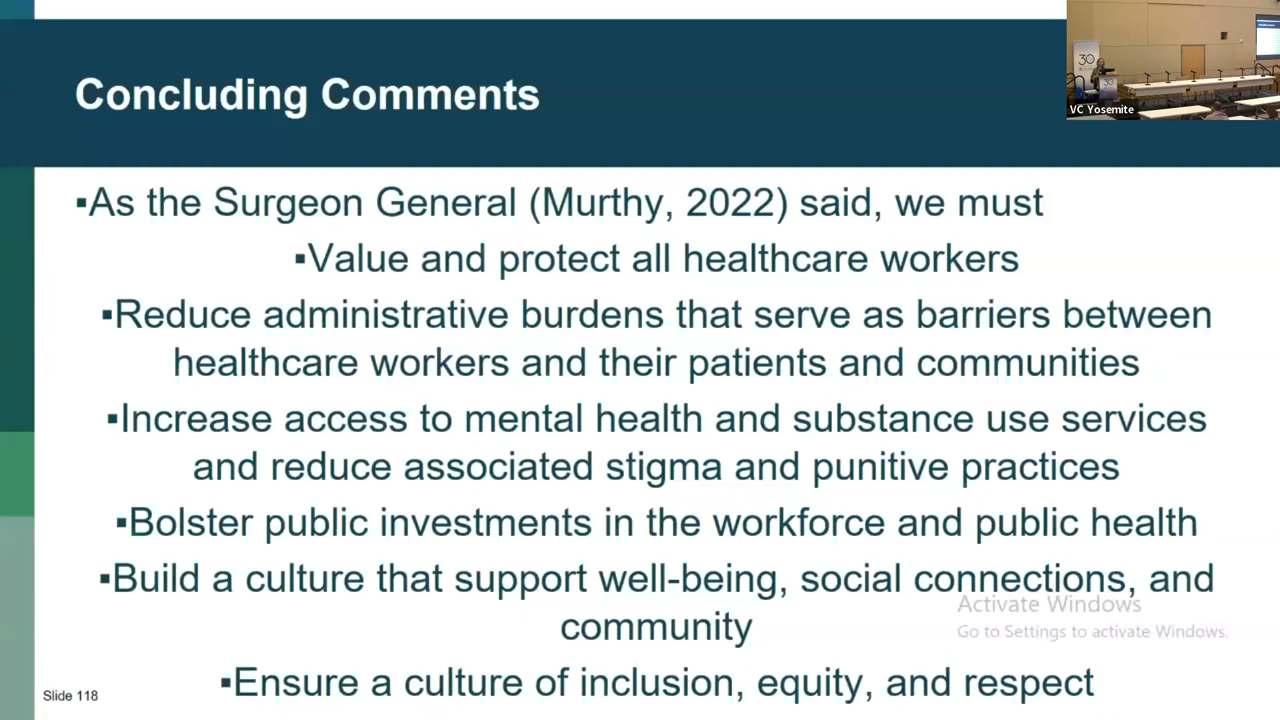 Concluding Comments
30
VC Yosemite
▪As the Surgeon General (Murthy, 2022) said, we must
▪Value and protect all healthcare workers
▪Reduce administrative burdens that serve as barriers between
healthcare workers and their patients and communities
▪Increase access to mental health and substance use services
and reduce associated stigma and punitive practices
▪Bolster public investments in the workforce and public health
▪Build a culture that support well-being, social connections, and
community
Activate Windows
Go to Settings to activate Windows.
▪Ensure a culture of inclusion, equity, and respect
Slide 118